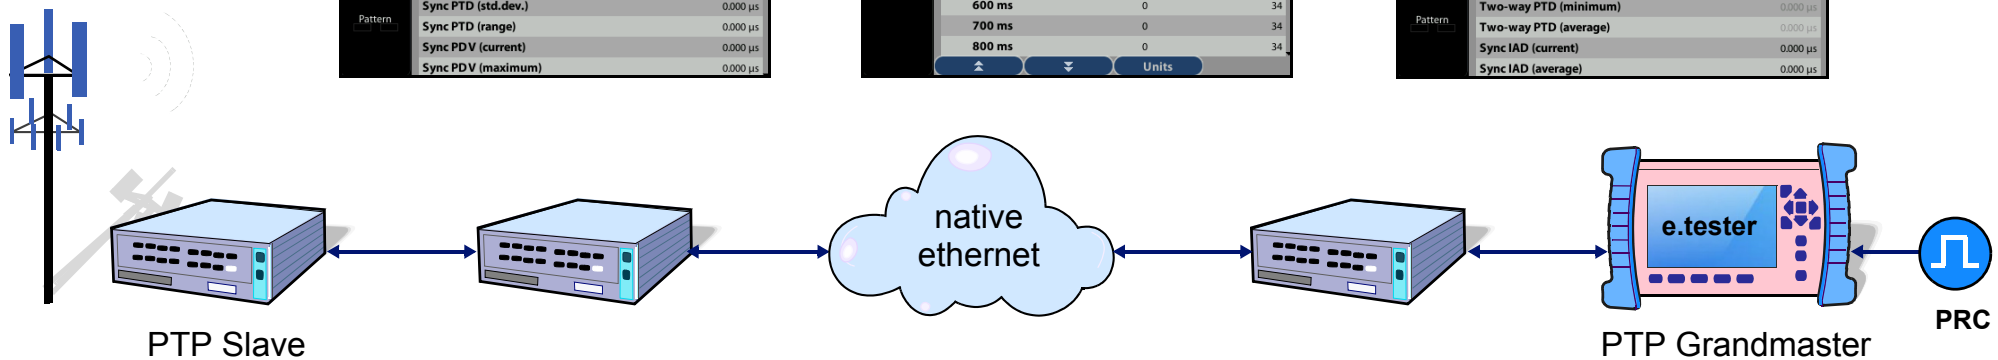 Pattern
Sync PTD (std.dev.) 0.000 µs
Sync PTD (range) 0.000 µs
Sync PDV (current) 0.000 µs
Sync PDV (maximum) 0.000 µs
600 ms 0 34
700 ms 0 34
800 ms 0 34
Units
Pattern
Two-way PTD (minimum) 0.000 µs
Two-way PTD (average) 0.000 µs
Sync IAD (current) 0.000 µs
Sync IAD (average) 0.000 µs
native
ethernet
e.tester
PRC
PTP Slave
PTP Grandmaster